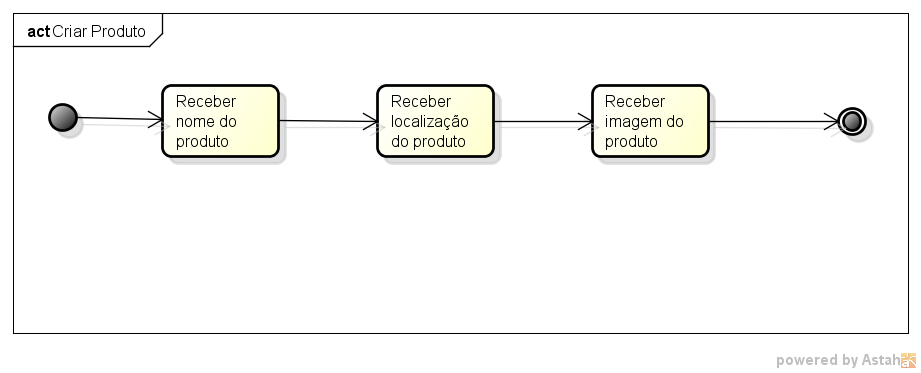 act Criar Produto
Receber
nome do
produto
Receber
localização
do produto
Receber
imagem do
produto
powered by Astah